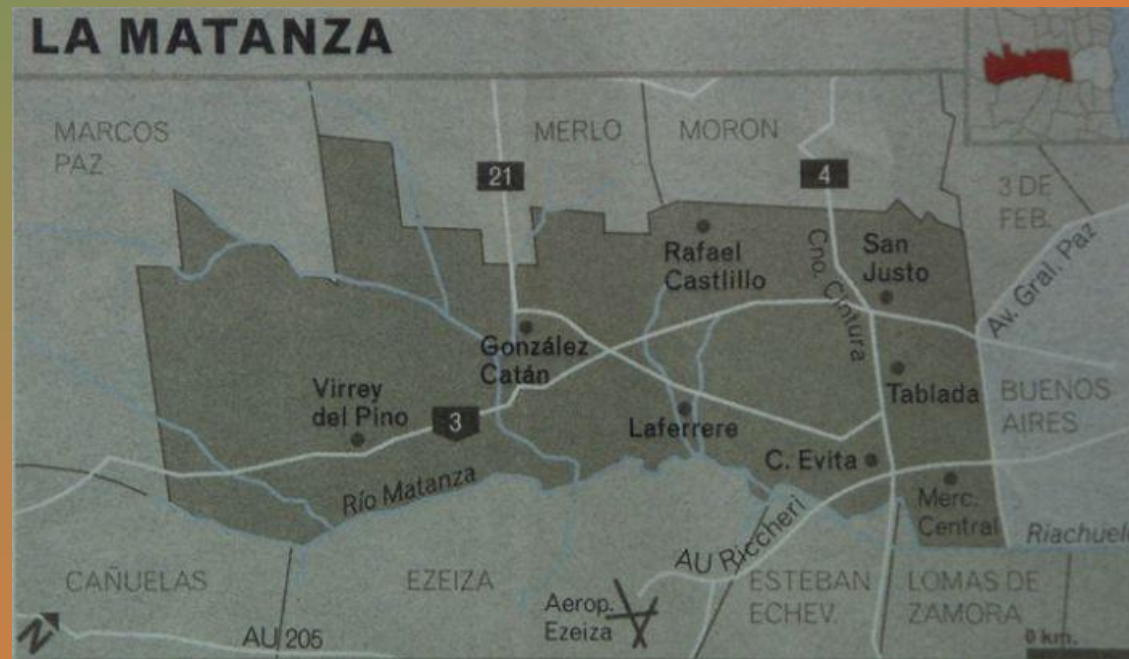 LA MATANZA
MARCOS
PAZ
MERLO
MORON
21
4
3 DE
FEB.
Av. Gral. Paz
Rafael
Castlillo
Cno. Cintura
San
Justo
González
Catán
Virrey
del Pino
3
Laferrere
Tablada
BUENOS
AIRES
C. Evita
Río Matanza
Merc.
Central
AU Riccheri
Riachuelo
CAÑUELAS
EZEIZA
Aerop.
Ezeiza
ESTEBAN
ECHEV.
LOMAS DE
ZAMORA
N
AU 205
0 km.